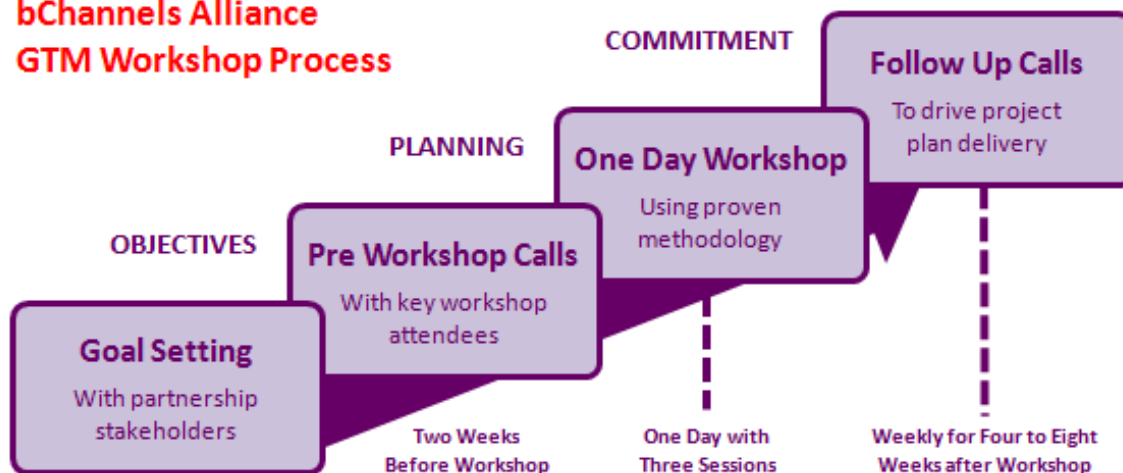 bChannels Alliance
GTM Workshop Process
COMMITMENT
Follow Up Calls
To drive project
plan delivery
PLANNING
One Day Workshop
Using proven
methodology
OBJECTIVES
Pre Workshop Calls
With key workshop
attendees
Goal Setting
With partnership
stakeholders
Two Weeks
Before Workshop
One Day with
Three Sessions
Weekly for Four to Eight
Weeks after Workshop